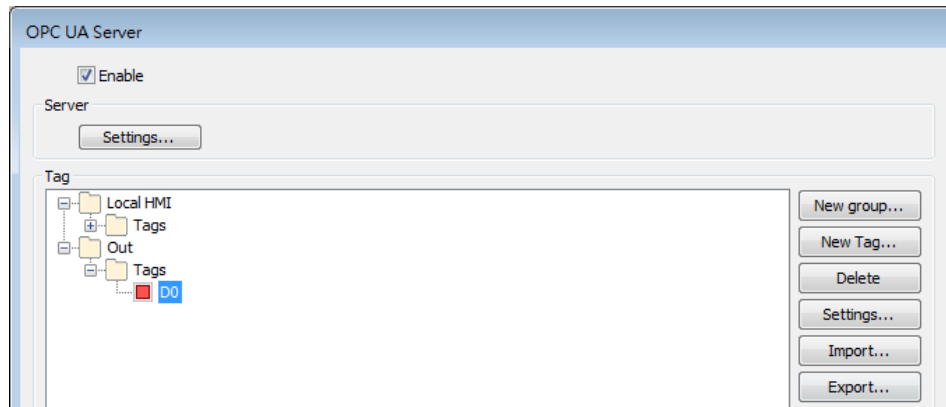 OPC UA Server
Enable
Server
Settings...
Tag
Local HMI
Tags
Out
Tags
D0
New group...
New Tag...
Delete
Settings...
Import...
Export...